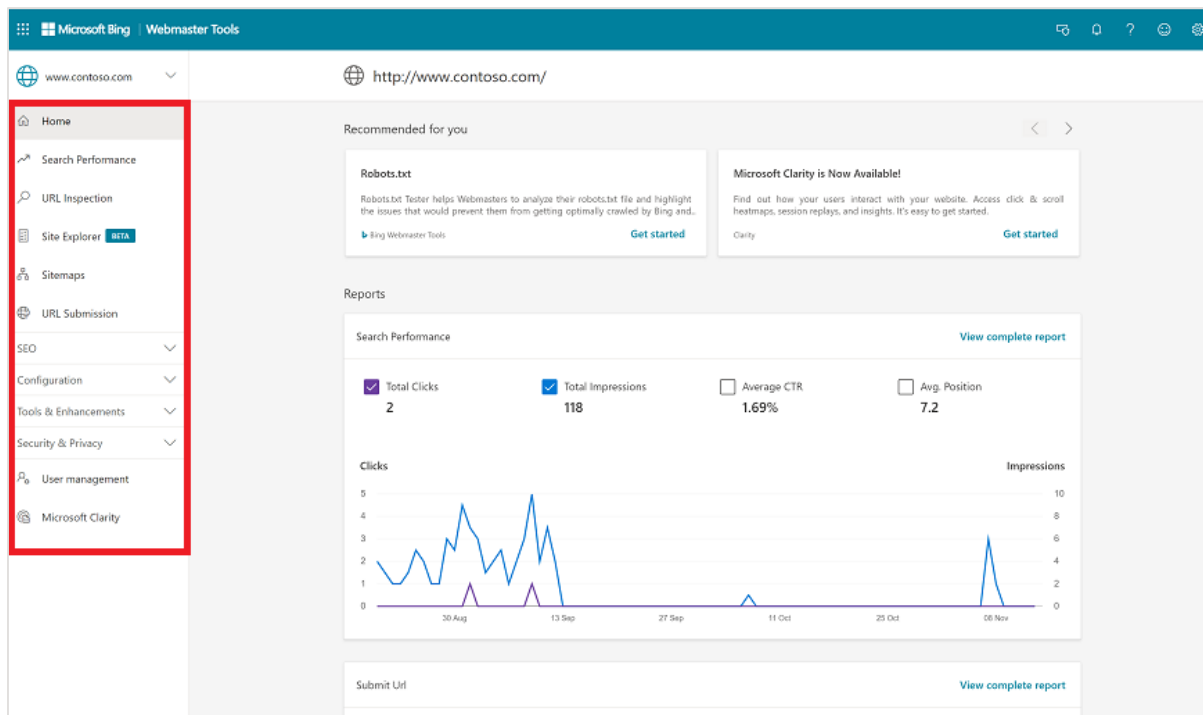 Microsoft Bing | Webmaster Tools
www.contoso.com
http://www.contoso.com/
Home
Search Performance
URL Inspection
Site Explorer BETA
Sitemaps
URL Submission
SEO
Configuration
Tools & Enhancements
Security & Privacy
User management
Microsoft Clarity
Recommended for you
Robots.txt
Robots.txt Tester helps Webmasters to analyze their robots.txt file and highlight
the issues that would prevent them from getting optimally crawled by Bing and..
Bing Webmaster Tools
Get started
Microsoft Clarity is Now Available!
Find out how your users interact with your website. Access click & scroll
heatmaps, session replays, and insights. It's easy to get started.
Clarity
Get started
Reports
Search Performance
View complete report
Total Clicks
2
Total Impressions
118
Average CTR
1.69%
Avg. Position
7.2
Clicks
Impressions
5 10
4 8
3 6
2 4
1 2
0 0
30 Aug 13 Sep 27 Sep 11 Oct 25 Oct 08 Nov
Submit Url
View complete report